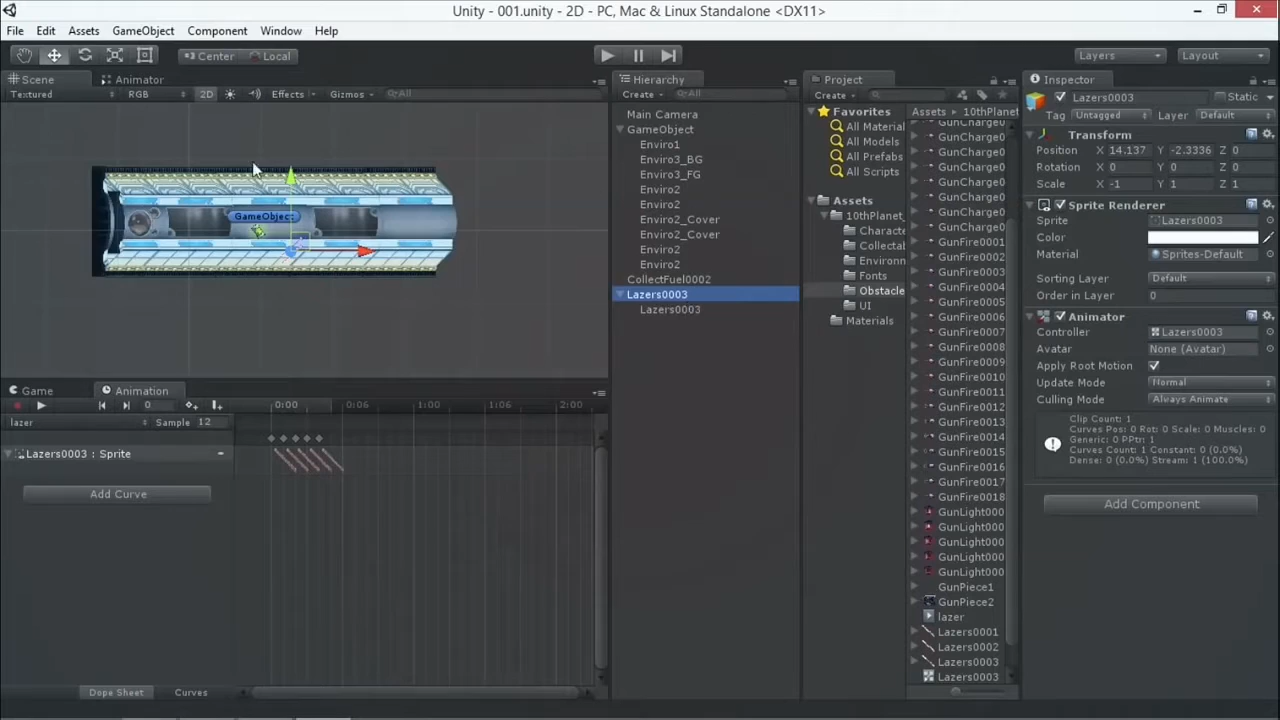 Unity - 001.unity - 2D - PC, Mac & Linux Standalone <DX11>
File Edit Assets GameObject Component Window Help
Center Local Layers Layout
Scene Animator
Textured RGB 2D Effects Gizmos All
GameObject
Game Animation
0 0:00 0:06 1:00 1:06 2:00
lazer Sample 12
Lazers0003 : Sprite
Add Curve
Dope Sheet Curves
Hierarchy
Create All
Main Camera
GameObject
Enviro1
Enviro3_BG
Enviro3_FG
Enviro2
Enviro2
Enviro2_Cover
Enviro2_Cover
Enviro2
Enviro2
CollectFuel0002
Lazers0003
Lazers0003
Project
Create
Favorites
All Material
All Models
All Prefabs
All Scripts
Assets
10thPlanet_
Characte
Collectab
Environn
Fonts
Obstacle
UI
Materials
Assets 10thPlanet
GunCharge0
GunCharge0
GunCharge0
GunCharge0
GunCharge0
GunCharge0
GunCharge0
GunCharge0
GunFire0001
GunFire0002
GunFire0003
GunFire0004
GunFire0005
GunFire0006
GunFire0007
GunFire0008
GunFire0009
GunFire0010
GunFire0011
GunFire0012
GunFire0013
GunFire0014
GunFire0015
GunFire0016
GunFire0017
GunFire0018
GunLight000
GunLight000
GunLight000
GunLight000
GunLight000
GunPiece1
GunPiece2
lazer
Lazers0001
Lazers0002
Lazers0003
Lazers0003
Inspector
Lazers0003 Static
Tag Untagged Layer Default
Transform
Position X 14.137 Y -2.3336 Z 0
Rotation X 0 Y 0 Z 0
Scale X -1 Y 1 Z 1
Sprite Renderer
Sprite Lazers0003
Color
Material Sprites-Default
Sorting Layer Default
Order in Layer 0
Animator
Controller Lazers0003
Avatar None (Avatar)
Apply Root Motion
Update Mode Normal
Culling Mode Always Animate
Clip Count: 1
Curves Pos: 0 Rot: 0 Scale: 0 Muscles: 0
Generic: 0 PPtr: 1
Curves Count: 1 Constant: 0 (0.0%)
Dense: 0 (0.0%) Stream: 1 (100.0%)
Add Component